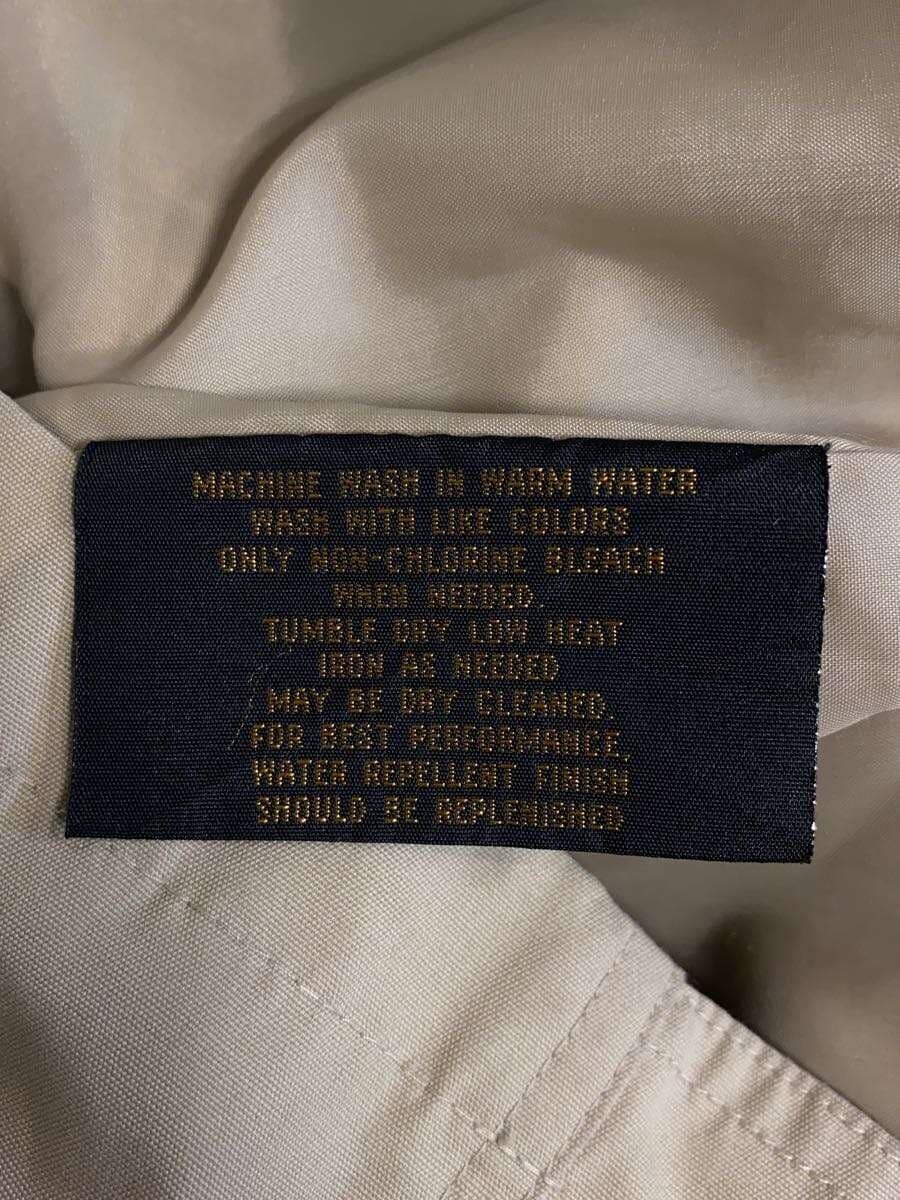 MACHINE WASH IN WARM WATER
WASH WITH LIKE COLORS
ONLY NON-CHLORINE BLEACH
WHEN NEEDED.
TUMBLE DRY LOW HEAT
IRON AS NEEDED
MAY BE DRY CLEANED.
FOR BEST PERFORMANCE,
WATER REPELLENT FINISH
SHOULD BE REPLENISHED